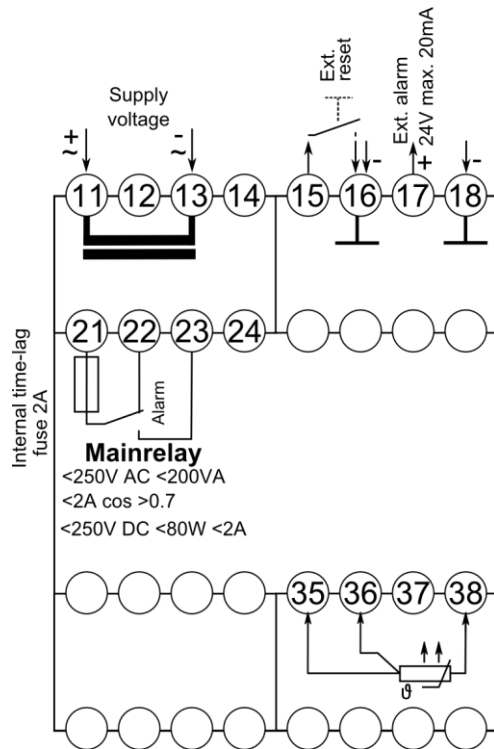 Supply
voltage
Ext.
reset
Ext. alarm
24V max. 20mA
+
~
-
~
-
+
-
11
12
13
14
15
16
17
18
21
22
23
24
Internal time-lag
fuse 2A
Alarm
Mainrelay
<250V AC <200VA
<2A cos >0.7
<250V DC <80W <2A
35
36
37
38
ϑ